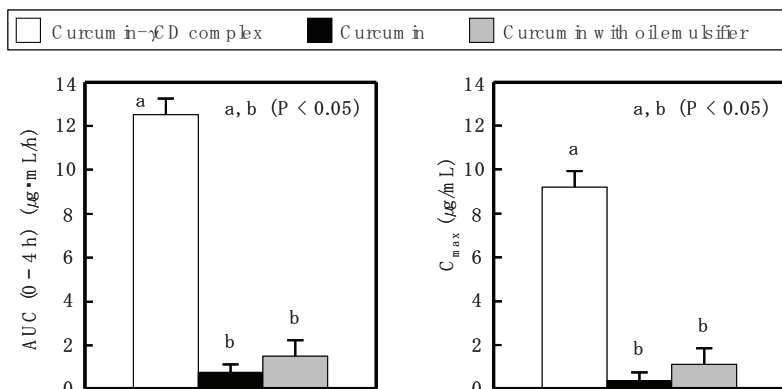 Curcumin-γCD complex Curcumin Curcumin with oil emulsifier
AUC (0-4 h) (μg·mL/h)
14
12
10
8
6
4
2
0
a
b
b
a, b (P < 0.05)
Cmax (μg/mL)
14
12
10
8
6
4
2
0
a
b
b
a, b (P < 0.05)